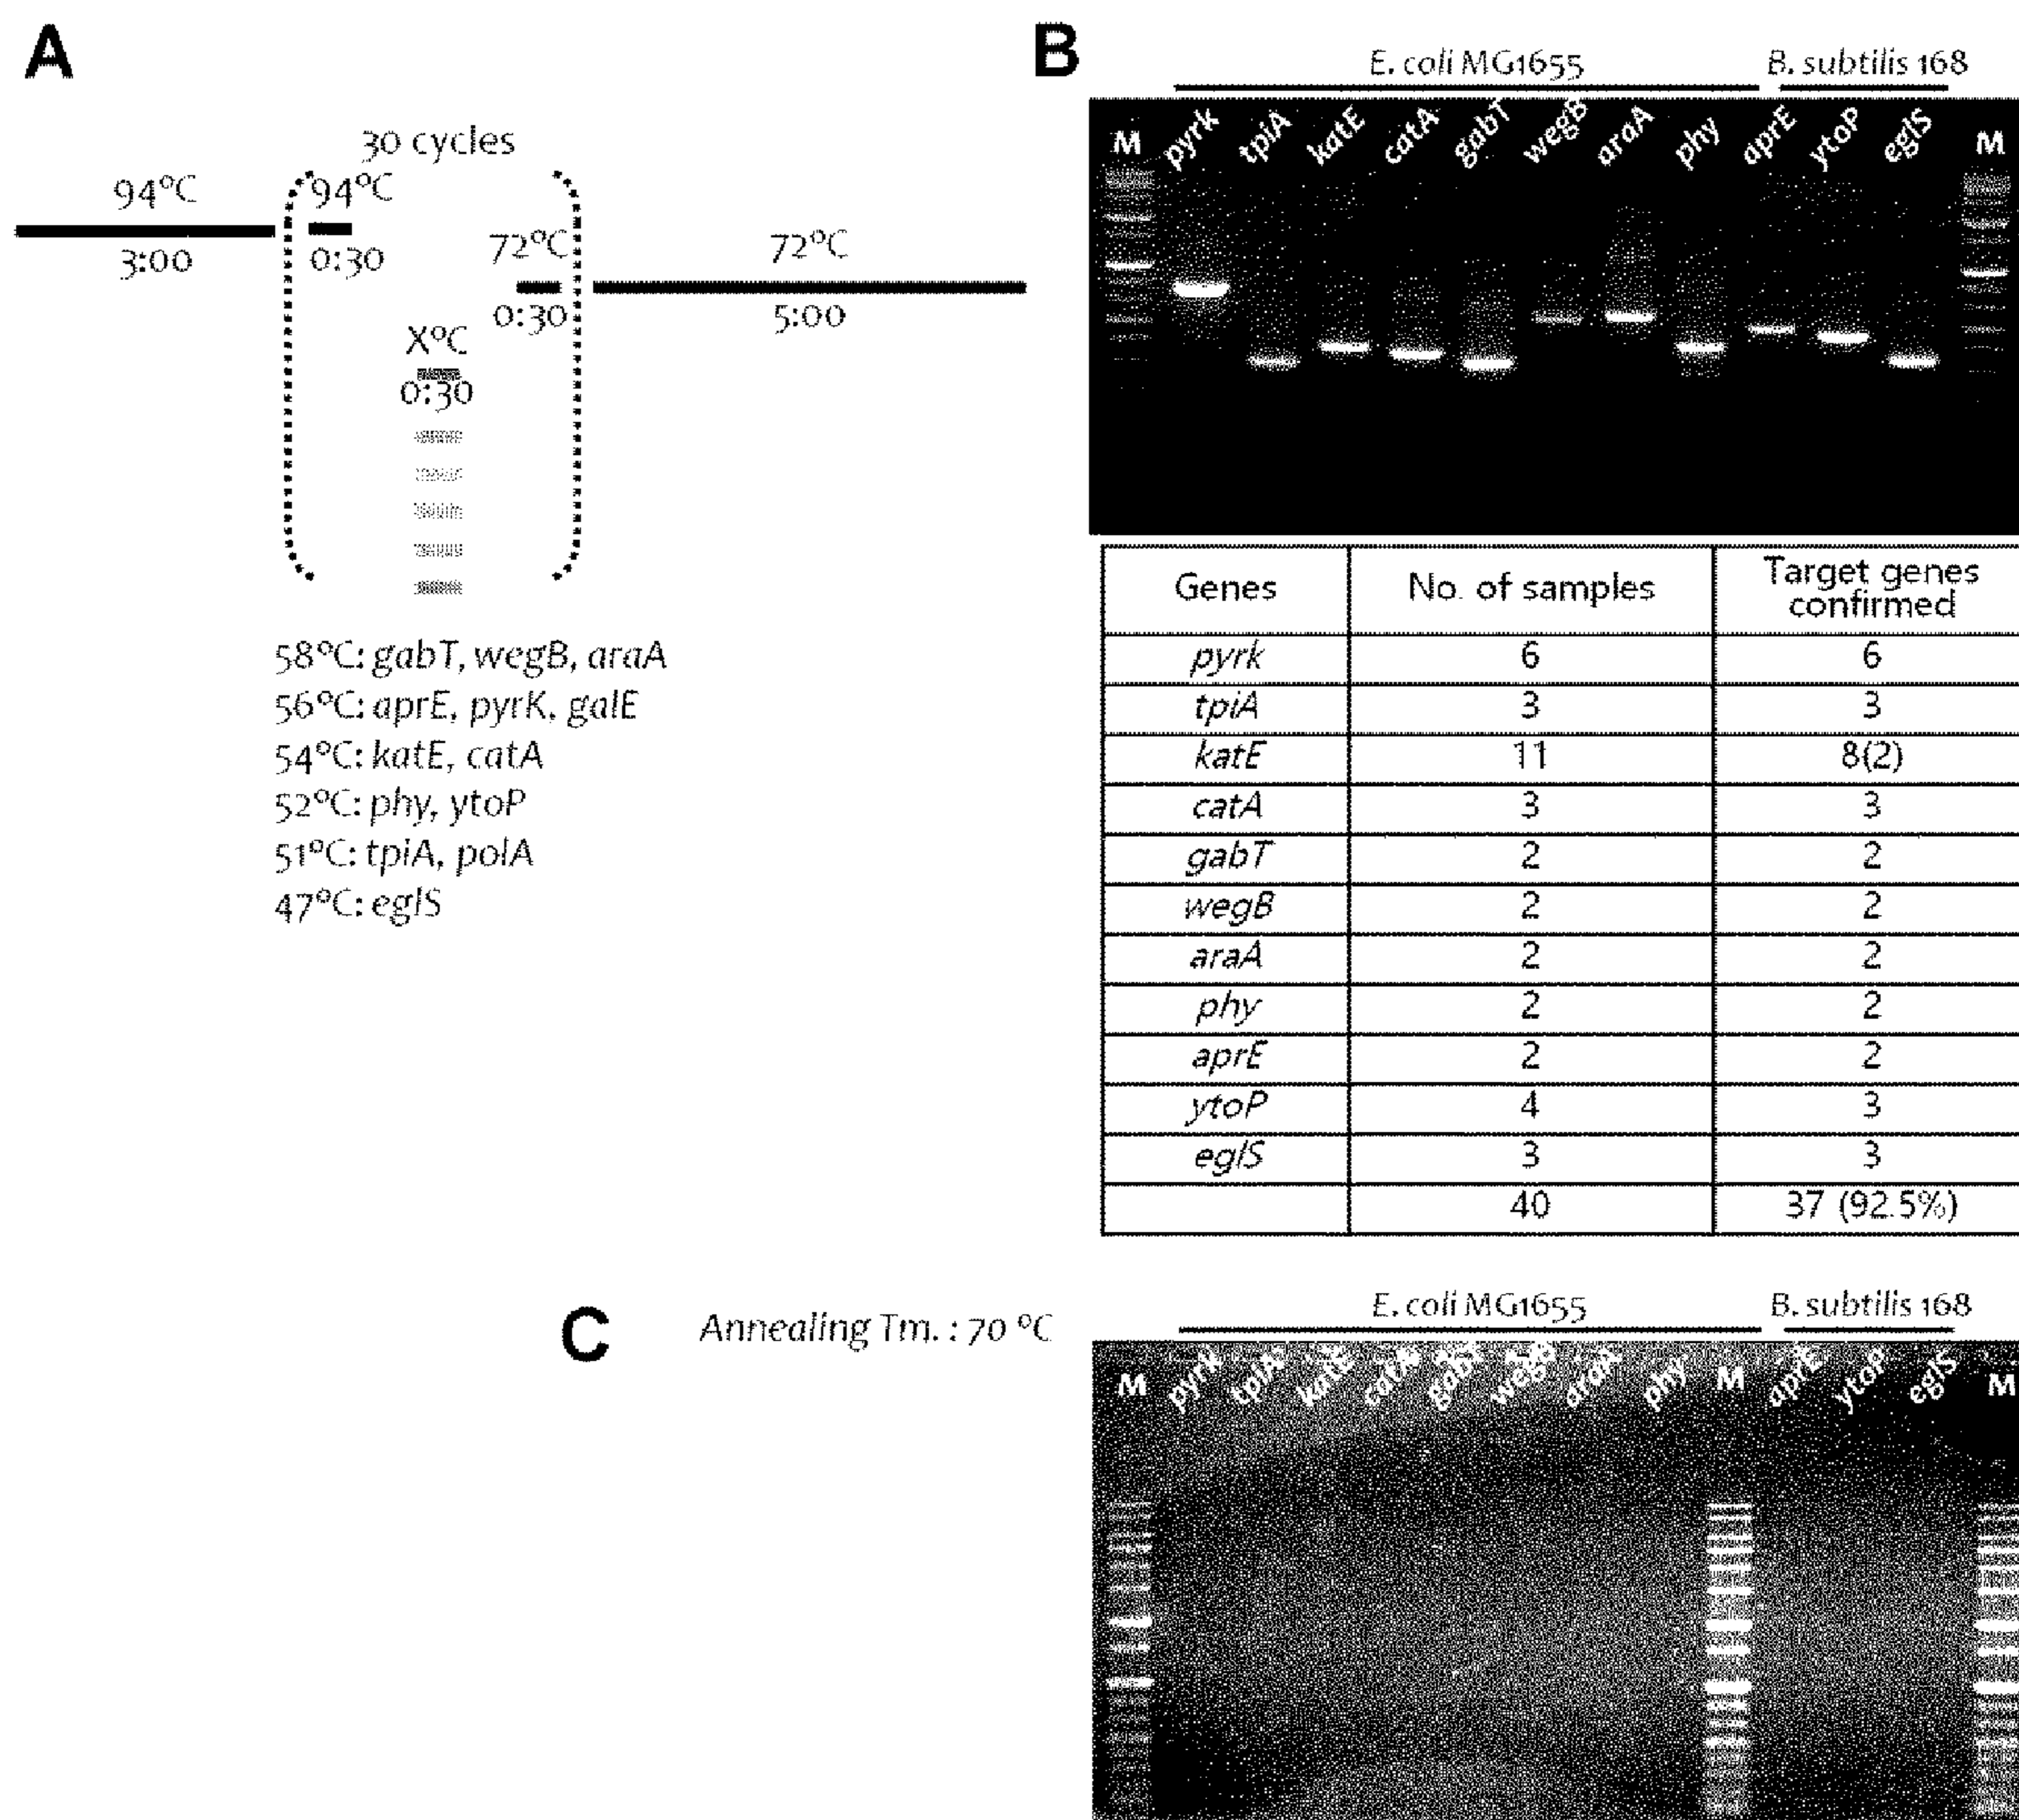 A
30 cycles
94°C
94°C
3:00
0:30
72°C
72°C
0:30
5:00
X°C
0:30
58°C: gabT, wegB, araA
56°C: aprE, pyrK, galE
54°C: katE, catA
52°C: phy, ytoP
51°C: tpiA, polA
47°C: eglS
B
E. coli MG1655 B. subtilis 168
M pyrk tpiA katE catA gabT wegB araA phy aprE ytoP eglS M
Genes No. of samples Target genes
confirmed
pyrk 6 6
tpiA 3 3
katE 11 8(2)
catA 3 3
gabT 2 2
wegB 2 2
araA 2 2
phy 2 2
aprE 2 2
ytoP 4 3
eglS 3 3
40 37 (92.5%)
C
Annealing Tm. : 70 °C
E. coli MG1655 B. subtilis 168
M pyrk tpiA katE catA gabT wegB araA phy M aprE ytoP eglS M